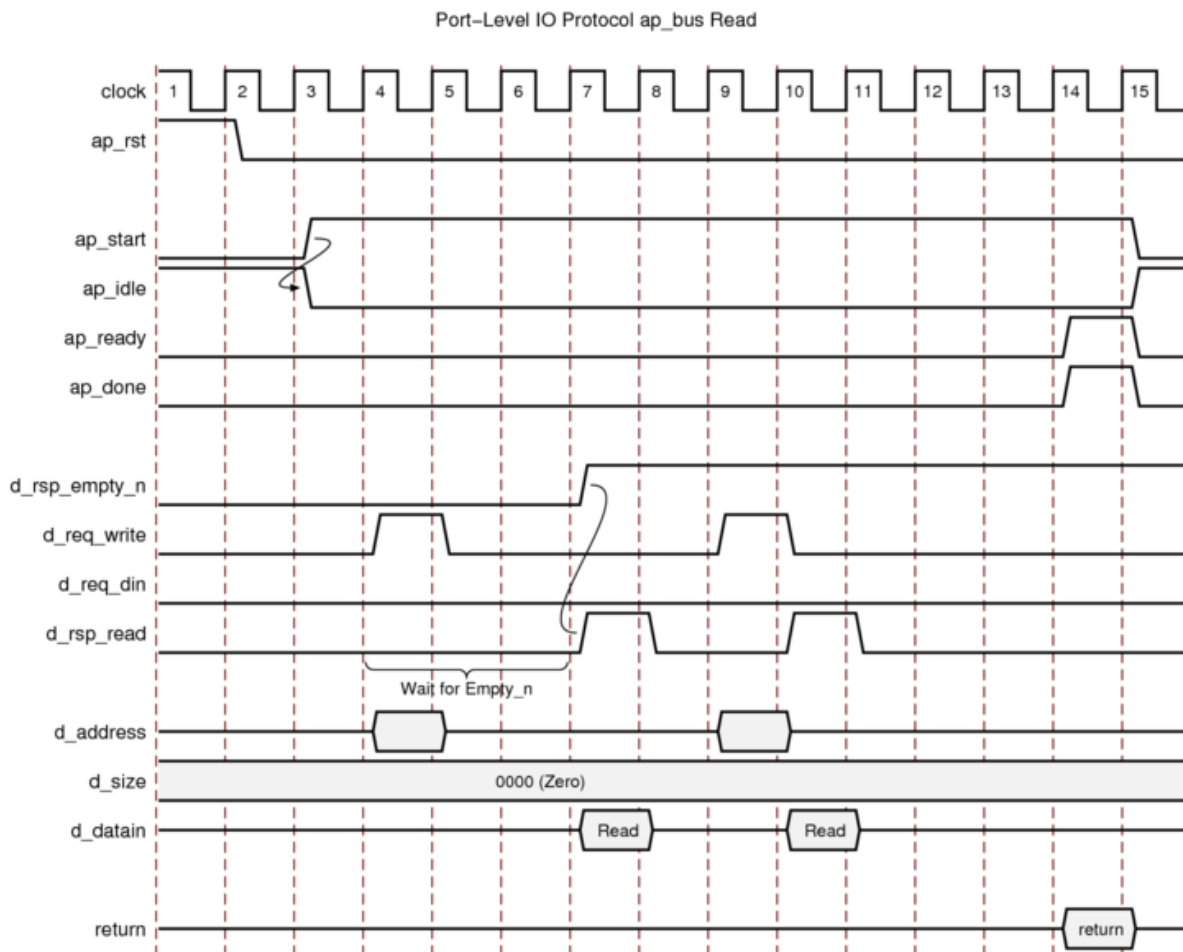 Port-Level IO Protocol ap_bus Read
clock 1 2 3 4 5 6 7 8 9 10 11 12 13 14 15
ap_rst
ap_start
ap_idle
ap_ready
ap_done
d_rsp_empty_n
d_req_write
d_req_din
d_rsp_read
Wait for Empty_n
d_address
d_size 0000 (Zero)
d_datain Read Read
return return